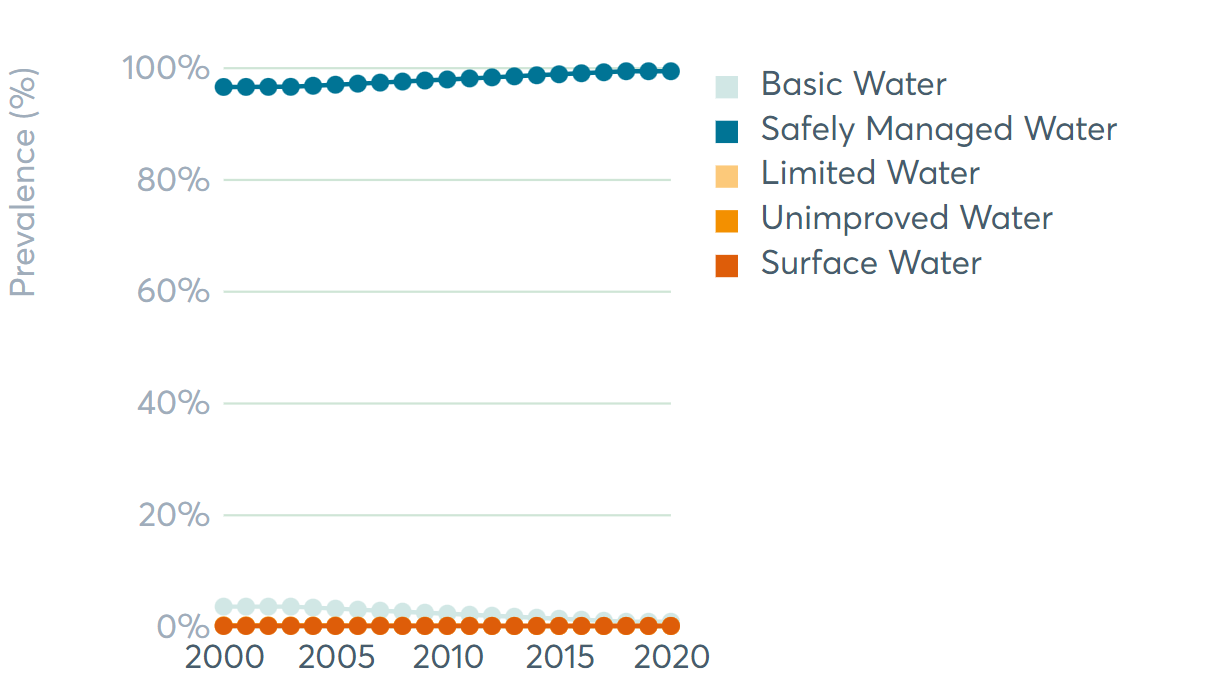 Prevalence (%)
100%
80%
60%
40%
20%
0%
2000 2005 2010 2015 2020
Basic Water
Safely Managed Water
Limited Water
Unimproved Water
Surface Water